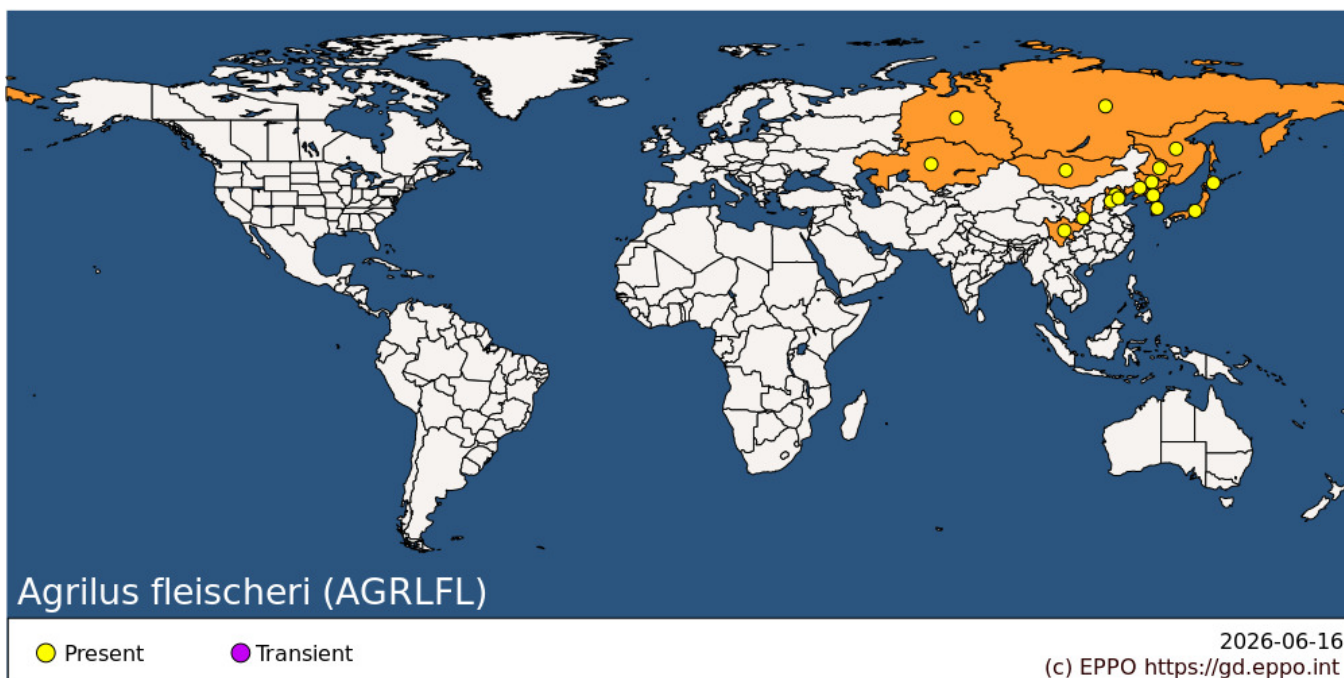 Agrilus fleischeri (AGRLFL)
Present
Transient
2026-06-16
(c) EPPO https://gd.eppo.int